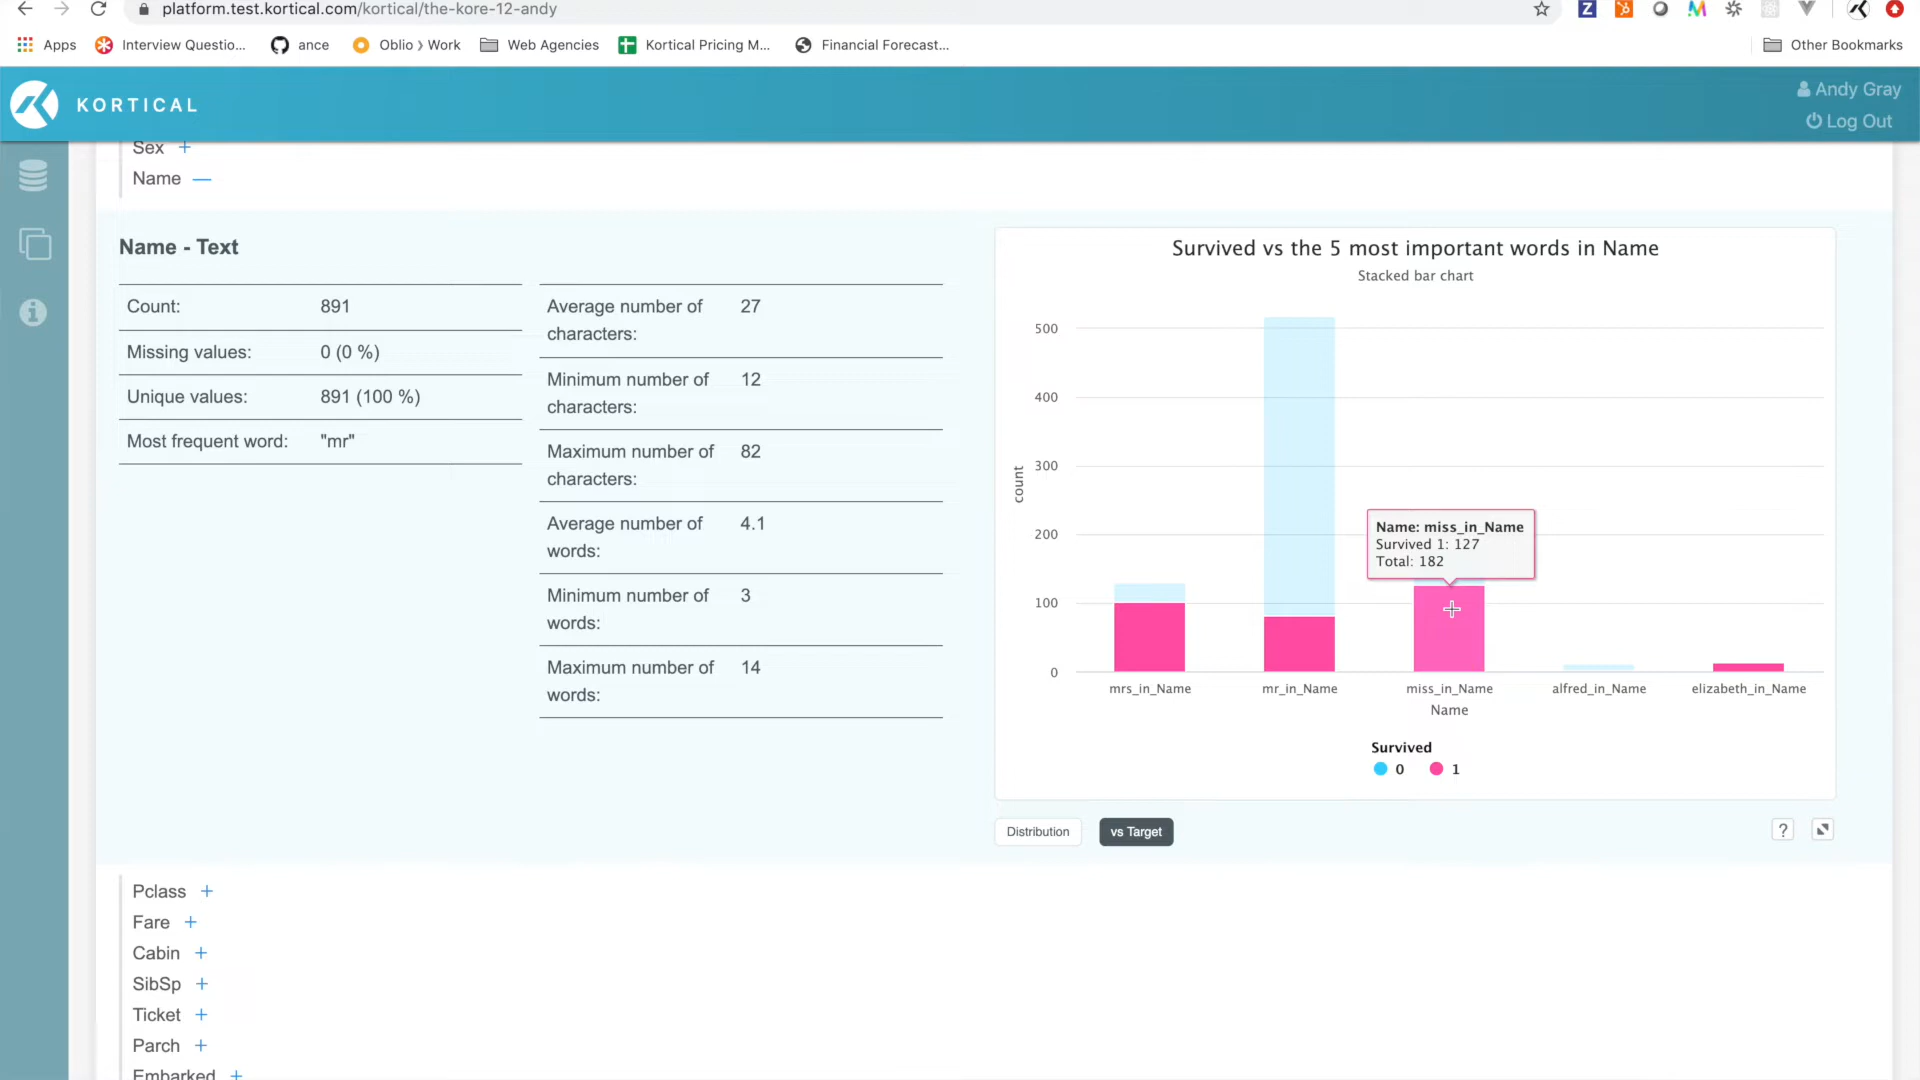 platform.test.kortical.com/kortical/the-kore-12-andy
Apps
Interview Questio...
ance
Oblio › Work
Web Agencies
Kortical Pricing M...
Financial Forecast...
Other Bookmarks
KORTICAL
Andy Gray
Log Out
Sex +
Name —
Name - Text
Count: 891
Missing values: 0 (0 %)
Unique values: 891 (100 %)
Most frequent word: "mr"
Average number of characters: 27
Minimum number of characters: 12
Maximum number of characters: 82
Average number of words: 4.1
Minimum number of words: 3
Maximum number of words: 14
Survived vs the 5 most important words in Name
Stacked bar chart
500
400
300
200
100
0
count
Name: miss_in_Name
Survived 1: 127
Total: 182
mrs_in_Name
mr_in_Name
miss_in_Name
alfred_in_Name
elizabeth_in_Name
Name
Survived
0
1
Distribution
vs Target
?
Pclass +
Fare +
Cabin +
SibSp +
Ticket +
Parch +
Embarked +